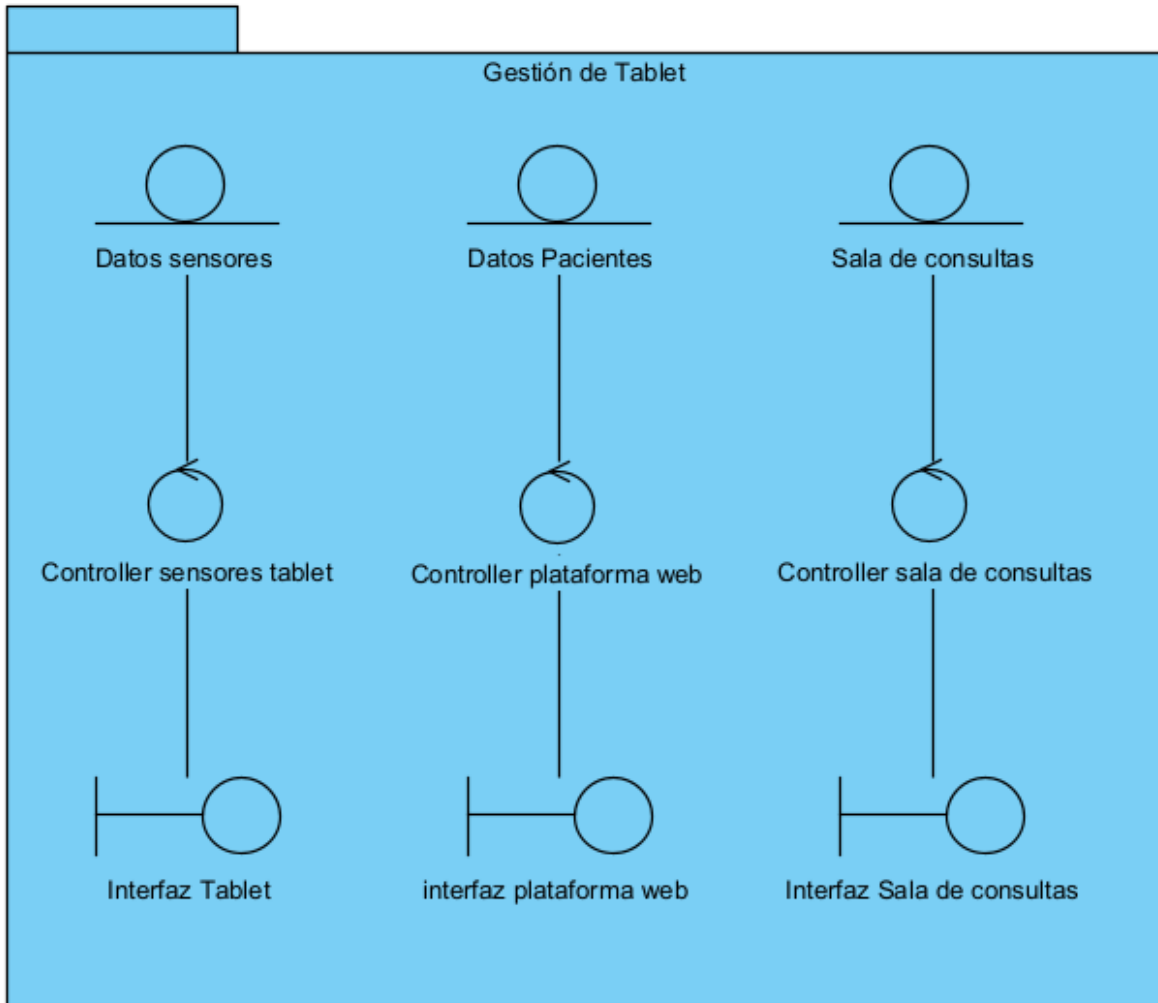 Gestión de Tablet
Datos sensores
Datos Pacientes
Sala de consultas
Controller sensores tablet
Controller plataforma web
Controller sala de consultas
Interfaz Tablet
interfaz plataforma web
Interfaz Sala de consultas